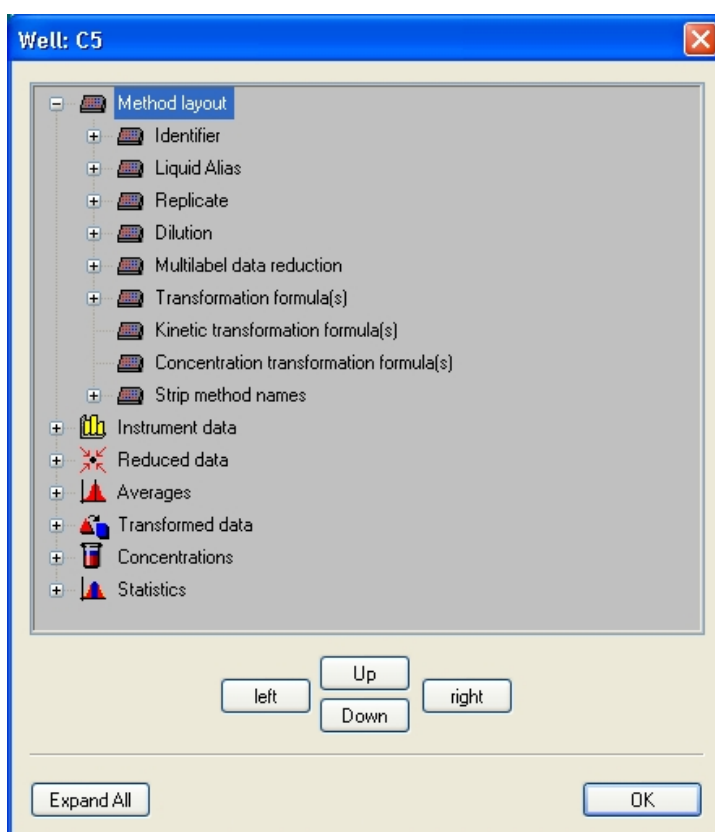 Well: C5
Method layout
Identifier
Liquid Alias
Replicate
Dilution
Multilabel data reduction
Transformation formula(s)
Kinetic transformation formula(s)
Concentration transformation formula(s)
Strip method names
Instrument data
Reduced data
Averages
Transformed data
Concentrations
Statistics
Up
left
right
Down
Expand All
OK